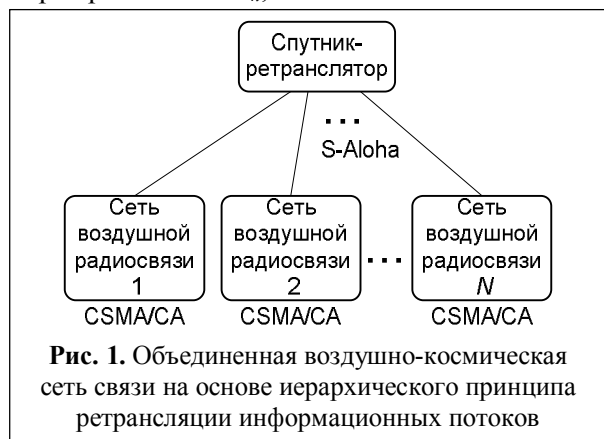 Спутник-
ретранслятор
...
S-Aloha
Сеть
воздушной
радиосвязи
1
Сеть
воздушной
радиосвязи
2
...
Сеть
воздушной
радиосвязи
N
CSMA/CA
CSMA/CA
CSMA/CA
Рис. 1. Объединенная воздушно-космическая
сеть связи на основе иерархического принципа
ретрансляции информационных потоков